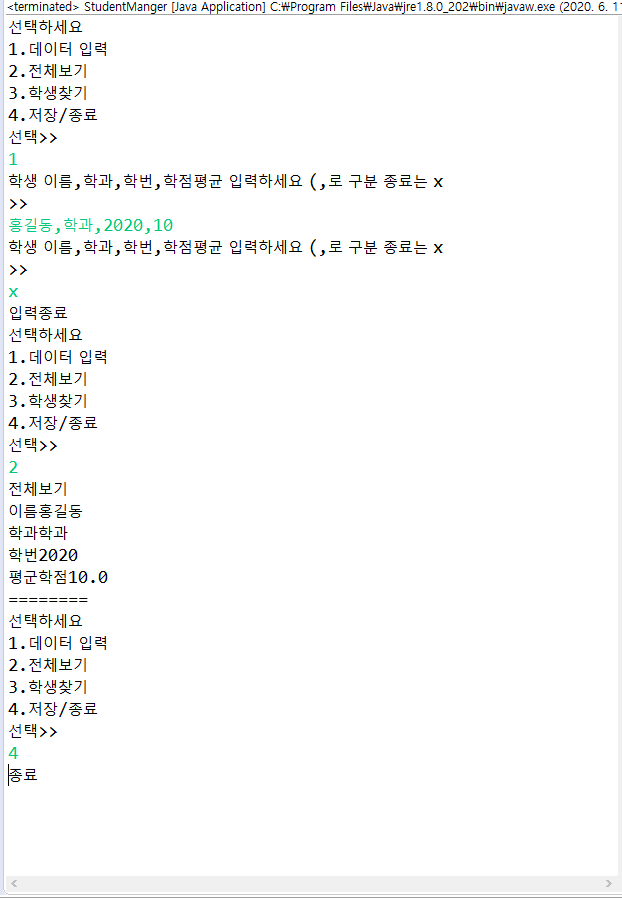 <terminated> StudentManger [Java Application] C:₩Program Files₩Java₩jre1.8.0_202₩bin₩javaw.exe (2020. 6. 11
선택하세요
1.데이터 입력
2.전체보기
3.학생찾기
4.저장/종료
선택>>
1
학생 이름,학과,학번,학점평균 입력하세요 (,로 구분 종료는 x
>>
홍길동,학과,2020,10
학생 이름,학과,학번,학점평균 입력하세요 (,로 구분 종료는 x
>>
x
입력종료
선택하세요
1.데이터 입력
2.전체보기
3.학생찾기
4.저장/종료
선택>>
2
전체보기
이름홍길동
학과학과
학번2020
평군학점10.0
========
선택하세요
1.데이터 입력
2.전체보기
3.학생찾기
4.저장/종료
선택>>
4
종료